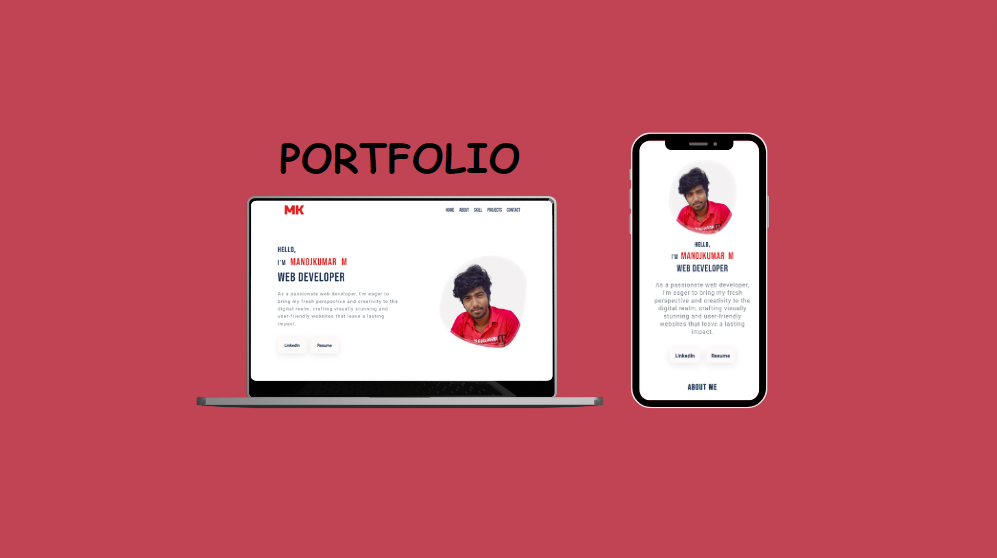 PORTFOLIO
MK
HOME ABOUT SKILL PROJECTS CONTACT
HELLO,
I'M MANOJKUMAR M
WEB DEVELOPER
As a passionate web developer, I'm eager to
bring my fresh perspective and creativity to the
digital realm, crafting visually stunning and
user-friendly websites that leave a lasting
impact.
LinkedIn Resume
HELLO,
I'M MANOJKUMAR M
WEB DEVELOPER
As a passionate web developer,
I'm eager to bring my fresh
perspective and creativity to the
digital realm, crafting visually
stunning and user-friendly
websites that leave a lasting
impact.
LinkedIn Resume
ABOUT ME